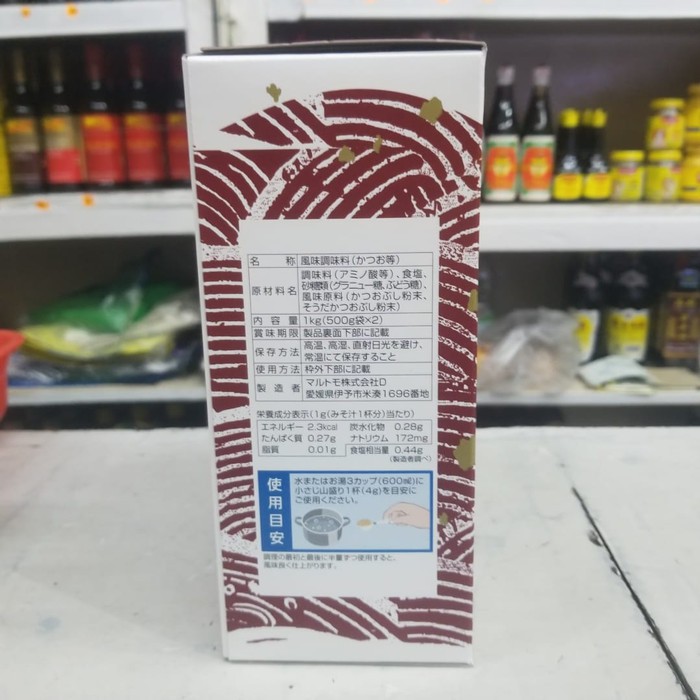 名 称 風味調味料(かつお等)
原材料名 調味料(アミノ酸等)、食塩、
砂糖類(グラニュー糖、ぶどう糖)、
風味原料(かつおぶし粉末、
そうだかつおぶし粉末)
内容量 1kg(500g袋×2)
賞味期限 製品裏面下部に記載
保存方法 高温、高湿、直射日光を避け、
常温にて保存すること
使用方法 枠外下部に記載
製造者 マルトモ株式会社D
愛媛県伊予市米湊1696番地
栄養成分表示(1g(みそ汁1杯分)当たり)
エネルギー 2.3kcal 炭水化物 0.28g
たんぱく質 0.27g ナトリウム 172mg
脂質 0.01g 食塩相当量 0.44g
(製造者調べ)
使用目安
水またはお湯3カップ(600㎖)に
小さじ山盛り1杯(4g)を目安に
ご使用ください。
調理の最初と最後に半量ずつ使用すると、
風味良く仕上がります。